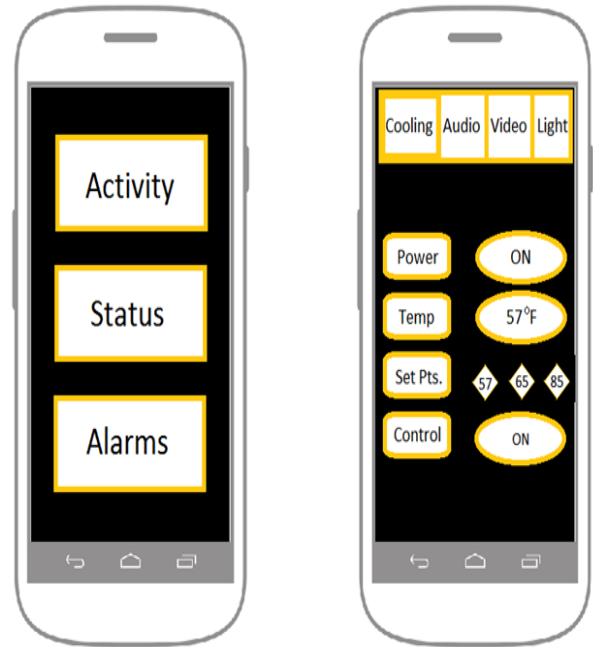 Activity
Status
Alarms
Cooling Audio Video Light
Power ON
Temp 57°F
Set Pts. 57 65 85
Control ON